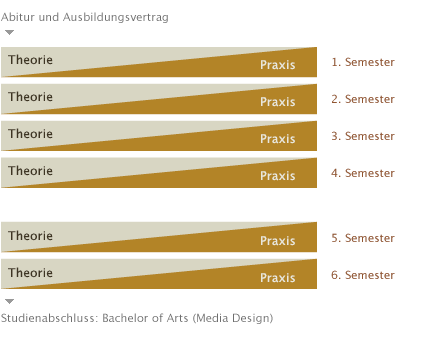 Abitur und Ausbildungsvertrag
Theorie Praxis 1. Semester
Theorie Praxis 2. Semester
Theorie Praxis 3. Semester
Theorie Praxis 4. Semester
Theorie Praxis 5. Semester
Theorie Praxis 6. Semester
Studienabschluss: Bachelor of Arts (Media Design)